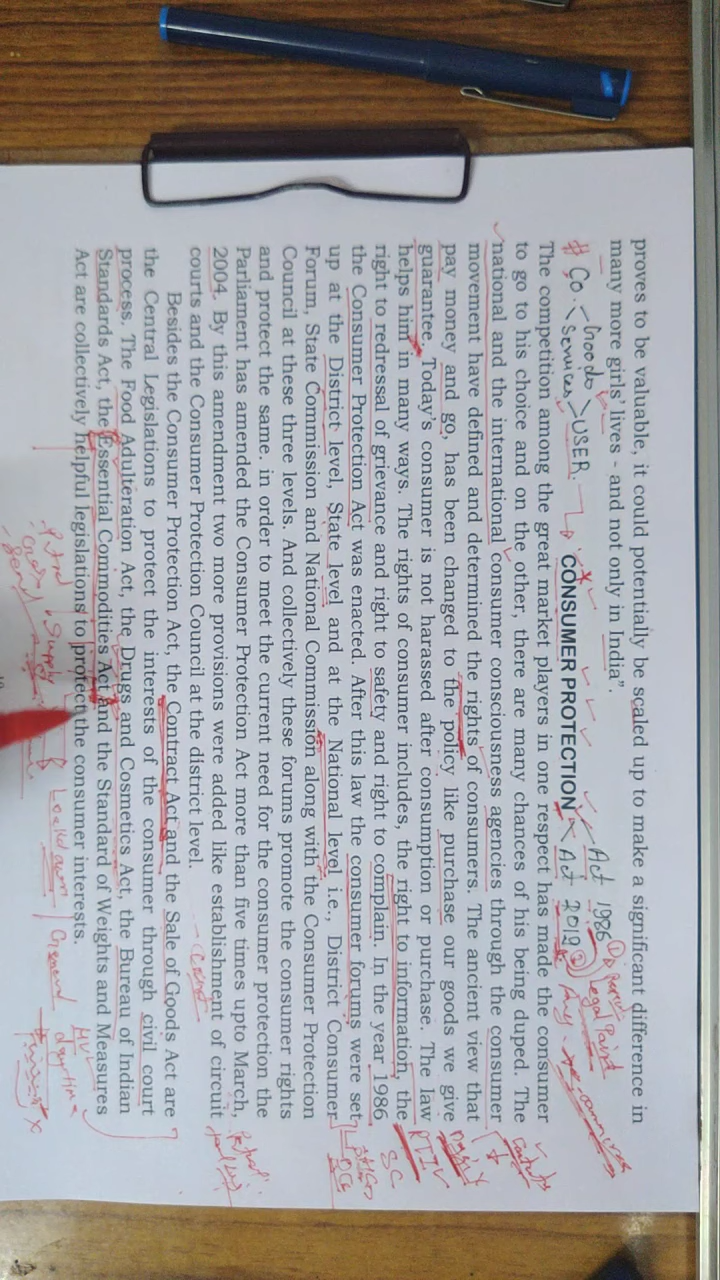 proves to be valuable, it could potentially be scaled up to make a significant difference in
many more girls' lives - and not only in India".
# Go. < Goods Services > USER.
Act 1986
CONSUMER PROTECTION < Act 2019
The competition among the great market players in one respect has made the consumer
to go to his choice and on the other, there are many chances of his being duped. The
national and the international consumer consciousness agencies through the consumer
movement have defined and determined the rights of consumers. The ancient view that
pay money and go, has been changed to the policy like purchase our goods we give
guarantee. Today's consumer is not harassed after consumption or purchase. The law
helps him in many ways. The rights of consumer includes, the right to information, the
right to redressal of grievance and right to safety and right to complain. In the year 1986
the Consumer Protection Act was enacted. After this law the consumer forums were set
up at the District level, State level and at the National level i.e., District Consumer
Forum, State Commission and National Commission along with the Consumer Protection
Council at these three levels. And collectively these forums promote the consumer rights
and protect the same. in order to meet the current need for the consumer protection the
Parliament has amended the Consumer Protection Act more than five times upto March,
2004. By this amendment two more provisions were added like establishment of circuit
courts and the Consumer Protection Council at the district level.
Besides the Consumer Protection Act, the Contract Act and the Sale of Goods Act are
the Central Legislations to protect the interests of the consumer through civil court
process. The Food Adulteration Act, the Drugs and Cosmetics Act, the Bureau of Indian
Standards Act, the Essential Commodities Act and the Standard of Weights and Measures
Act are collectively helpful legislations to protect the consumer interests.
Supply
Lockdown